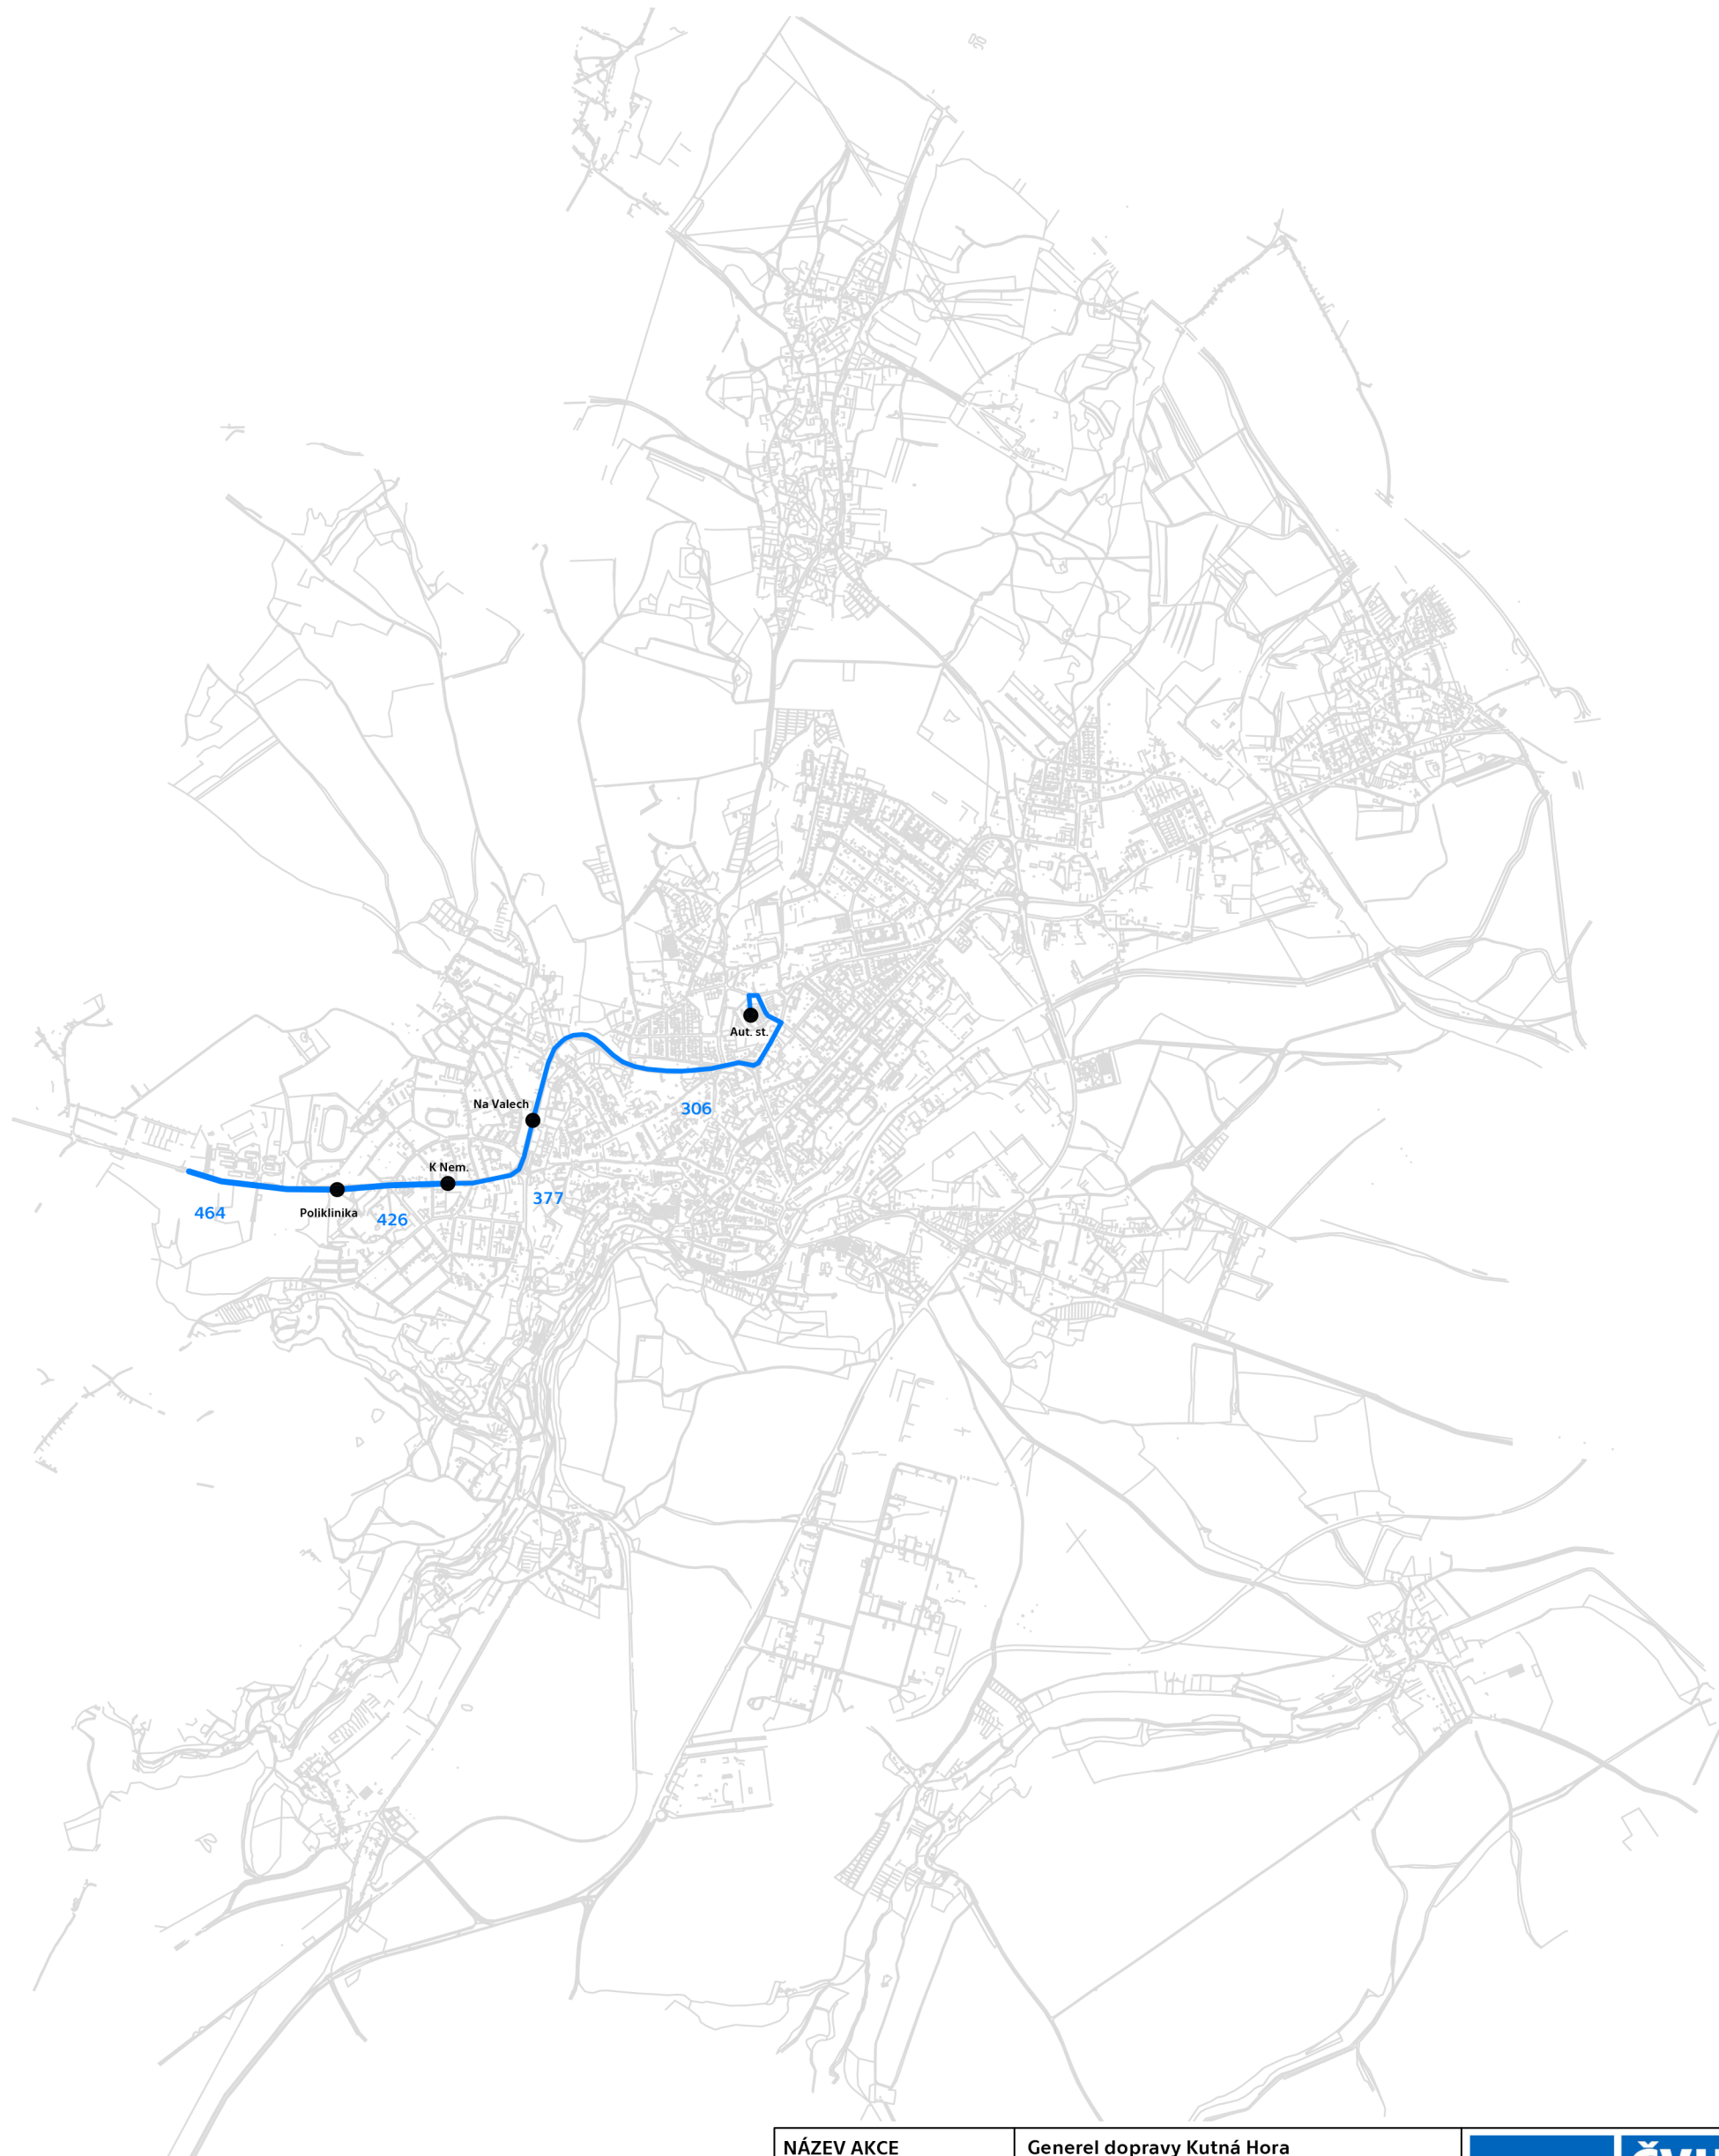 Aut. st.
Na Valech
306
K Nem.
377
Poliklinika
464
426
NÁZEV AKCE
Generel dopravy Kutná Hora